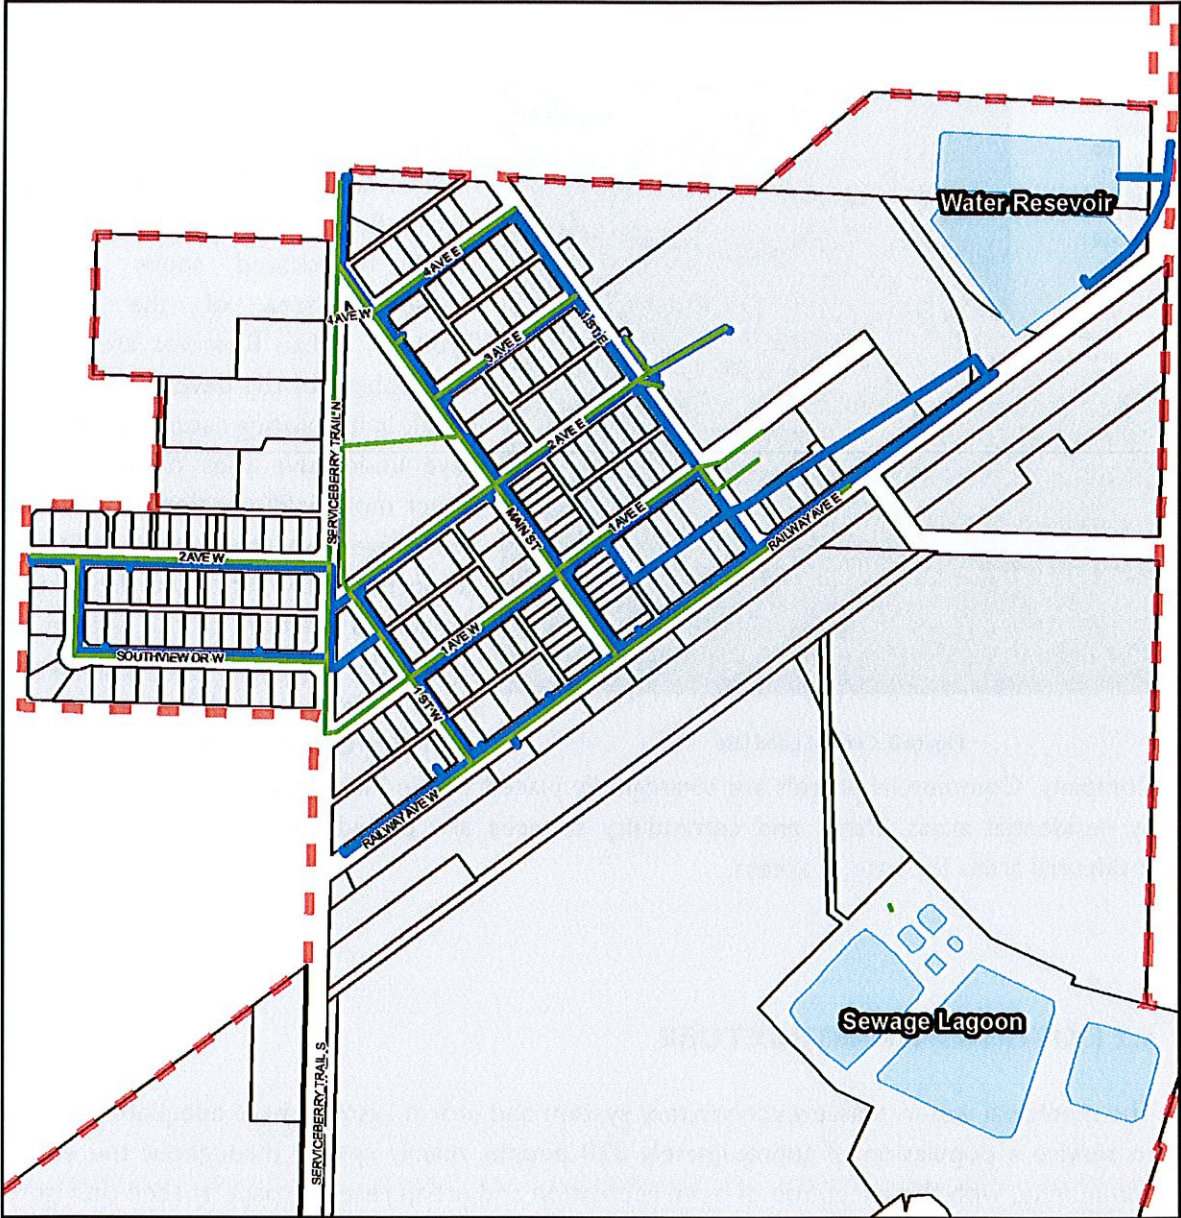 Water Resevoir
4 AVE E
4 AVE W
1 ST E
3 AVE E
SERVICEBERRY TRAIL N
2 AVE E
MAIN ST
1 AVE E
RAILWAY AVE E
2 AVE W
1 AVE W
SOUTHVIEW DR W
1 ST W
RAILWAY AVE W
Sewage Lagoon
SERVICEBERRY TRAIL S